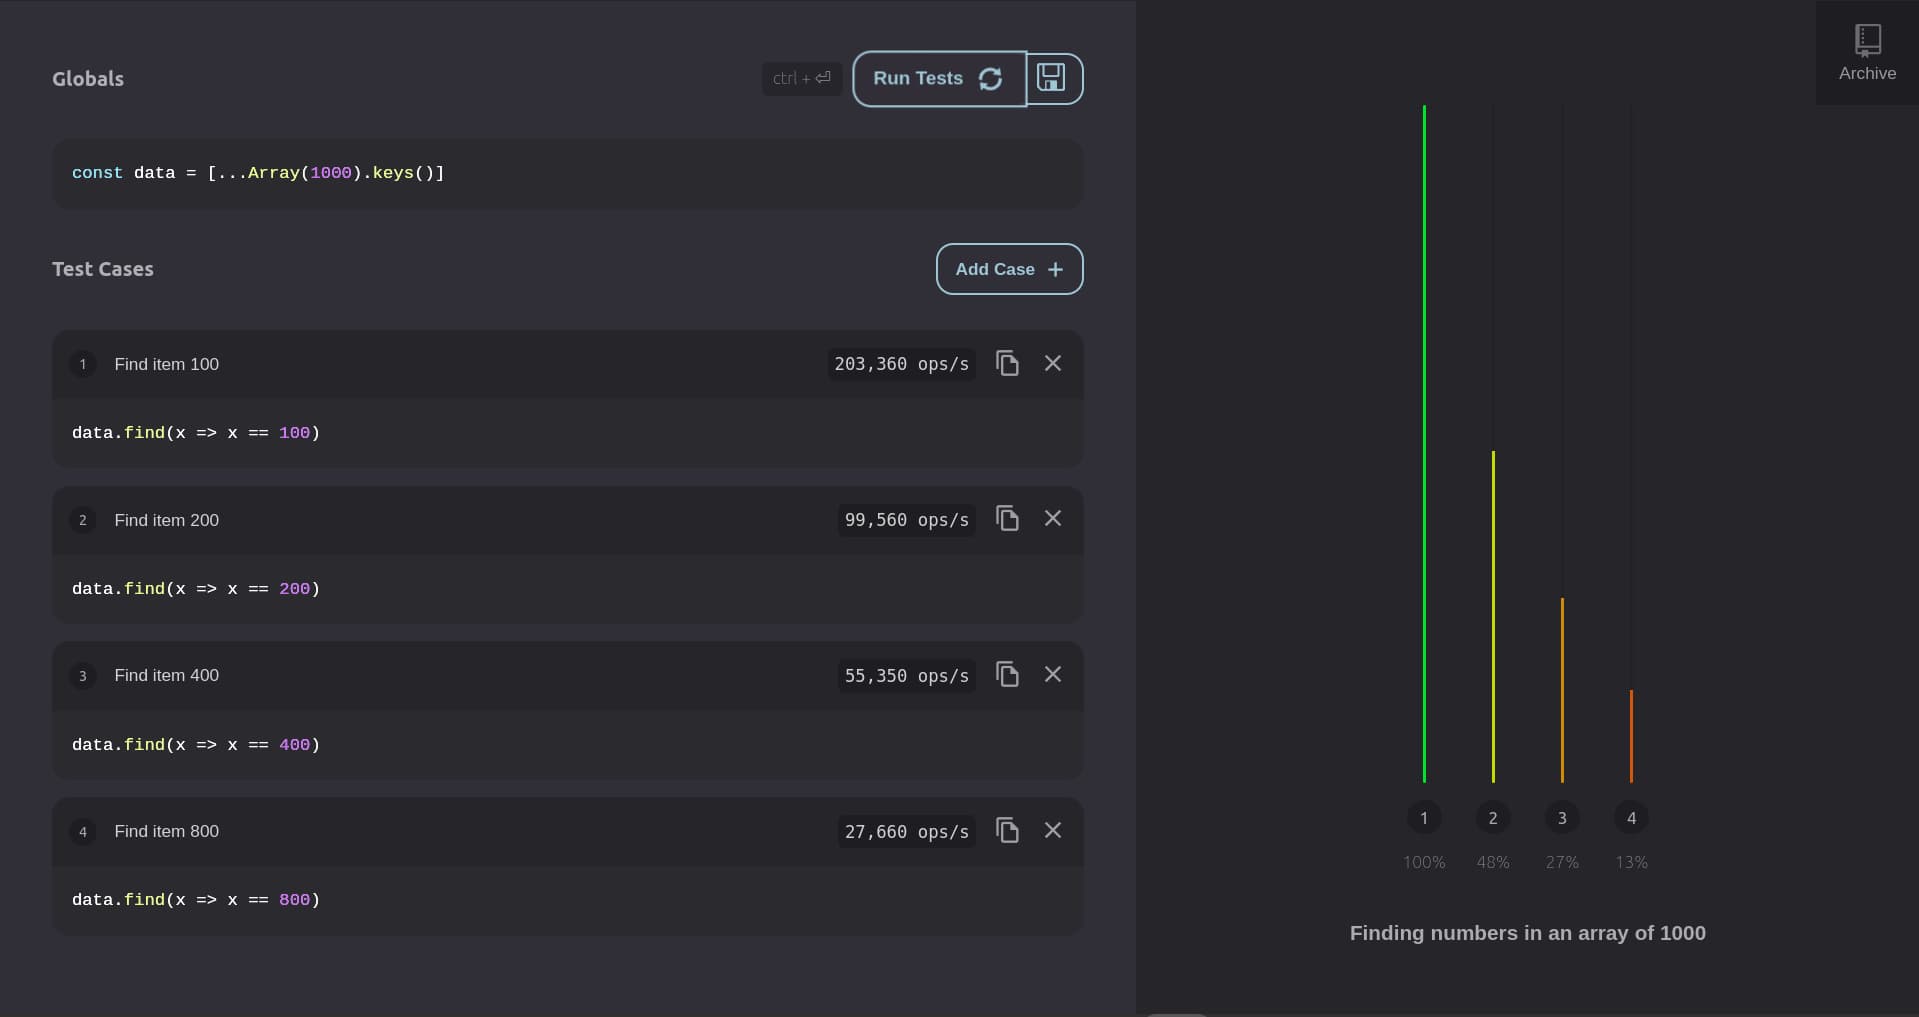 Globals
ctrl + ⏎
Run Tests
Archive
const data = [...Array(1000).keys()]
Test Cases
Add Case +
1 Find item 100 203,360 ops/s
data.find(x => x == 100)
2 Find item 200 99,560 ops/s
data.find(x => x == 200)
3 Find item 400 55,350 ops/s
data.find(x => x == 400)
4 Find item 800 27,660 ops/s
data.find(x => x == 800)
1 2 3 4
100% 48% 27% 13%
Finding numbers in an array of 1000